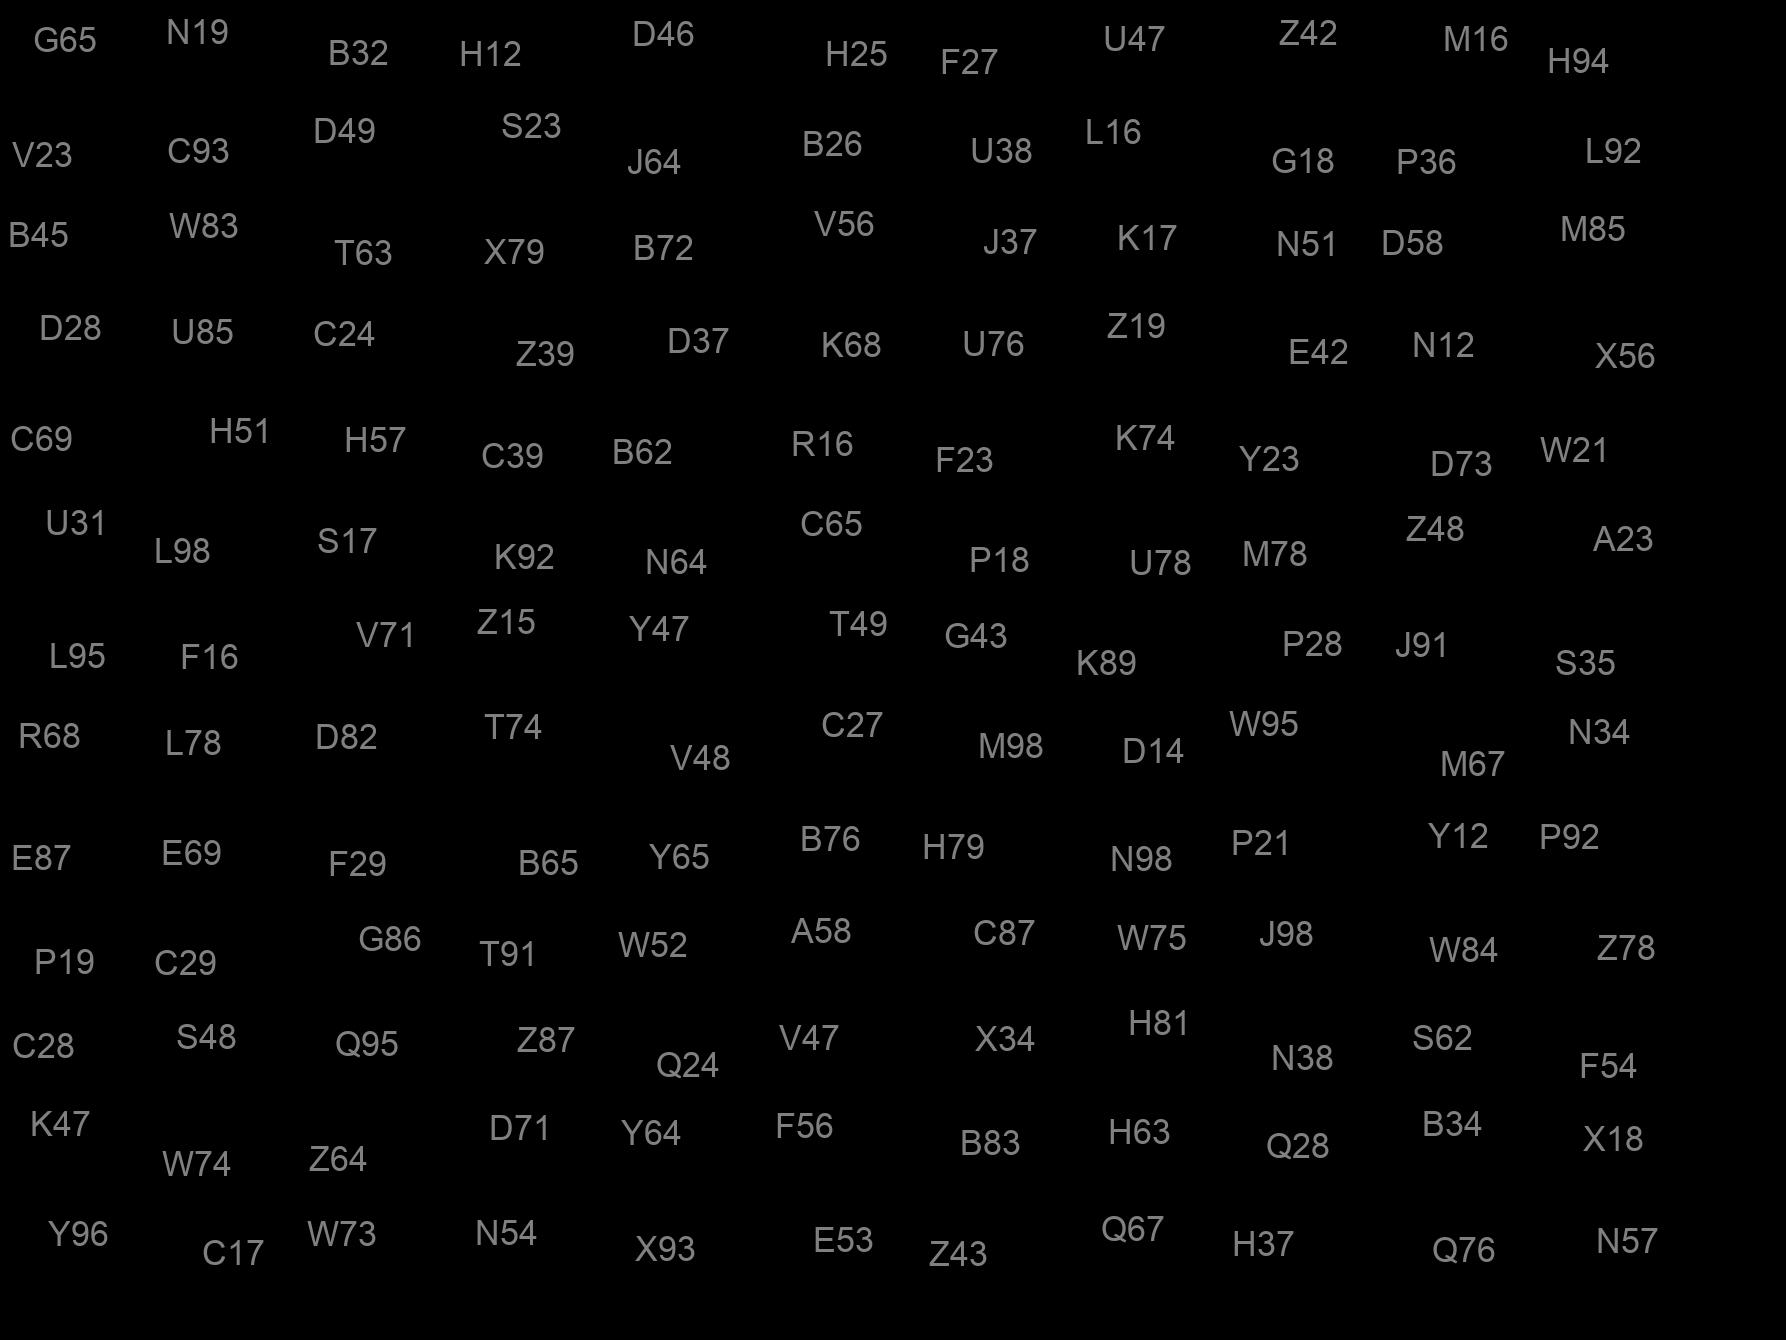 G65 N19 B32 H12 D46 H25 F27 U47 Z42 M16 H94
V23 C93 D49 S23 J64 B26 U38 L16 G18 P36 L92
B45 W83 T63 X79 B72 V56 J37 K17 N51 D58 M85
D28 U85 C24 Z39 D37 K68 U76 Z19 E42 N12 X56
C69 H51 H57 C39 B62 R16 F23 K74 Y23 D73 W21
U31 L98 S17 K92 N64 C65 P18 U78 M78 Z48 A23
L95 F16 V71 Z15 Y47 T49 G43 K89 P28 J91 S35
R68 L78 D82 T74 V48 C27 M98 D14 W95 M67 N34
E87 E69 F29 B65 Y65 B76 H79 N98 P21 Y12 P92
P19 C29 G86 T91 W52 A58 C87 W75 J98 W84 Z78
C28 S48 Q95 Z87 Q24 V47 X34 H81 N38 S62 F54
K47 W74 Z64 D71 Y64 F56 B83 H63 Q28 B34 X18
Y96 C17 W73 N54 X93 E53 Z43 Q67 H37 Q76 N57